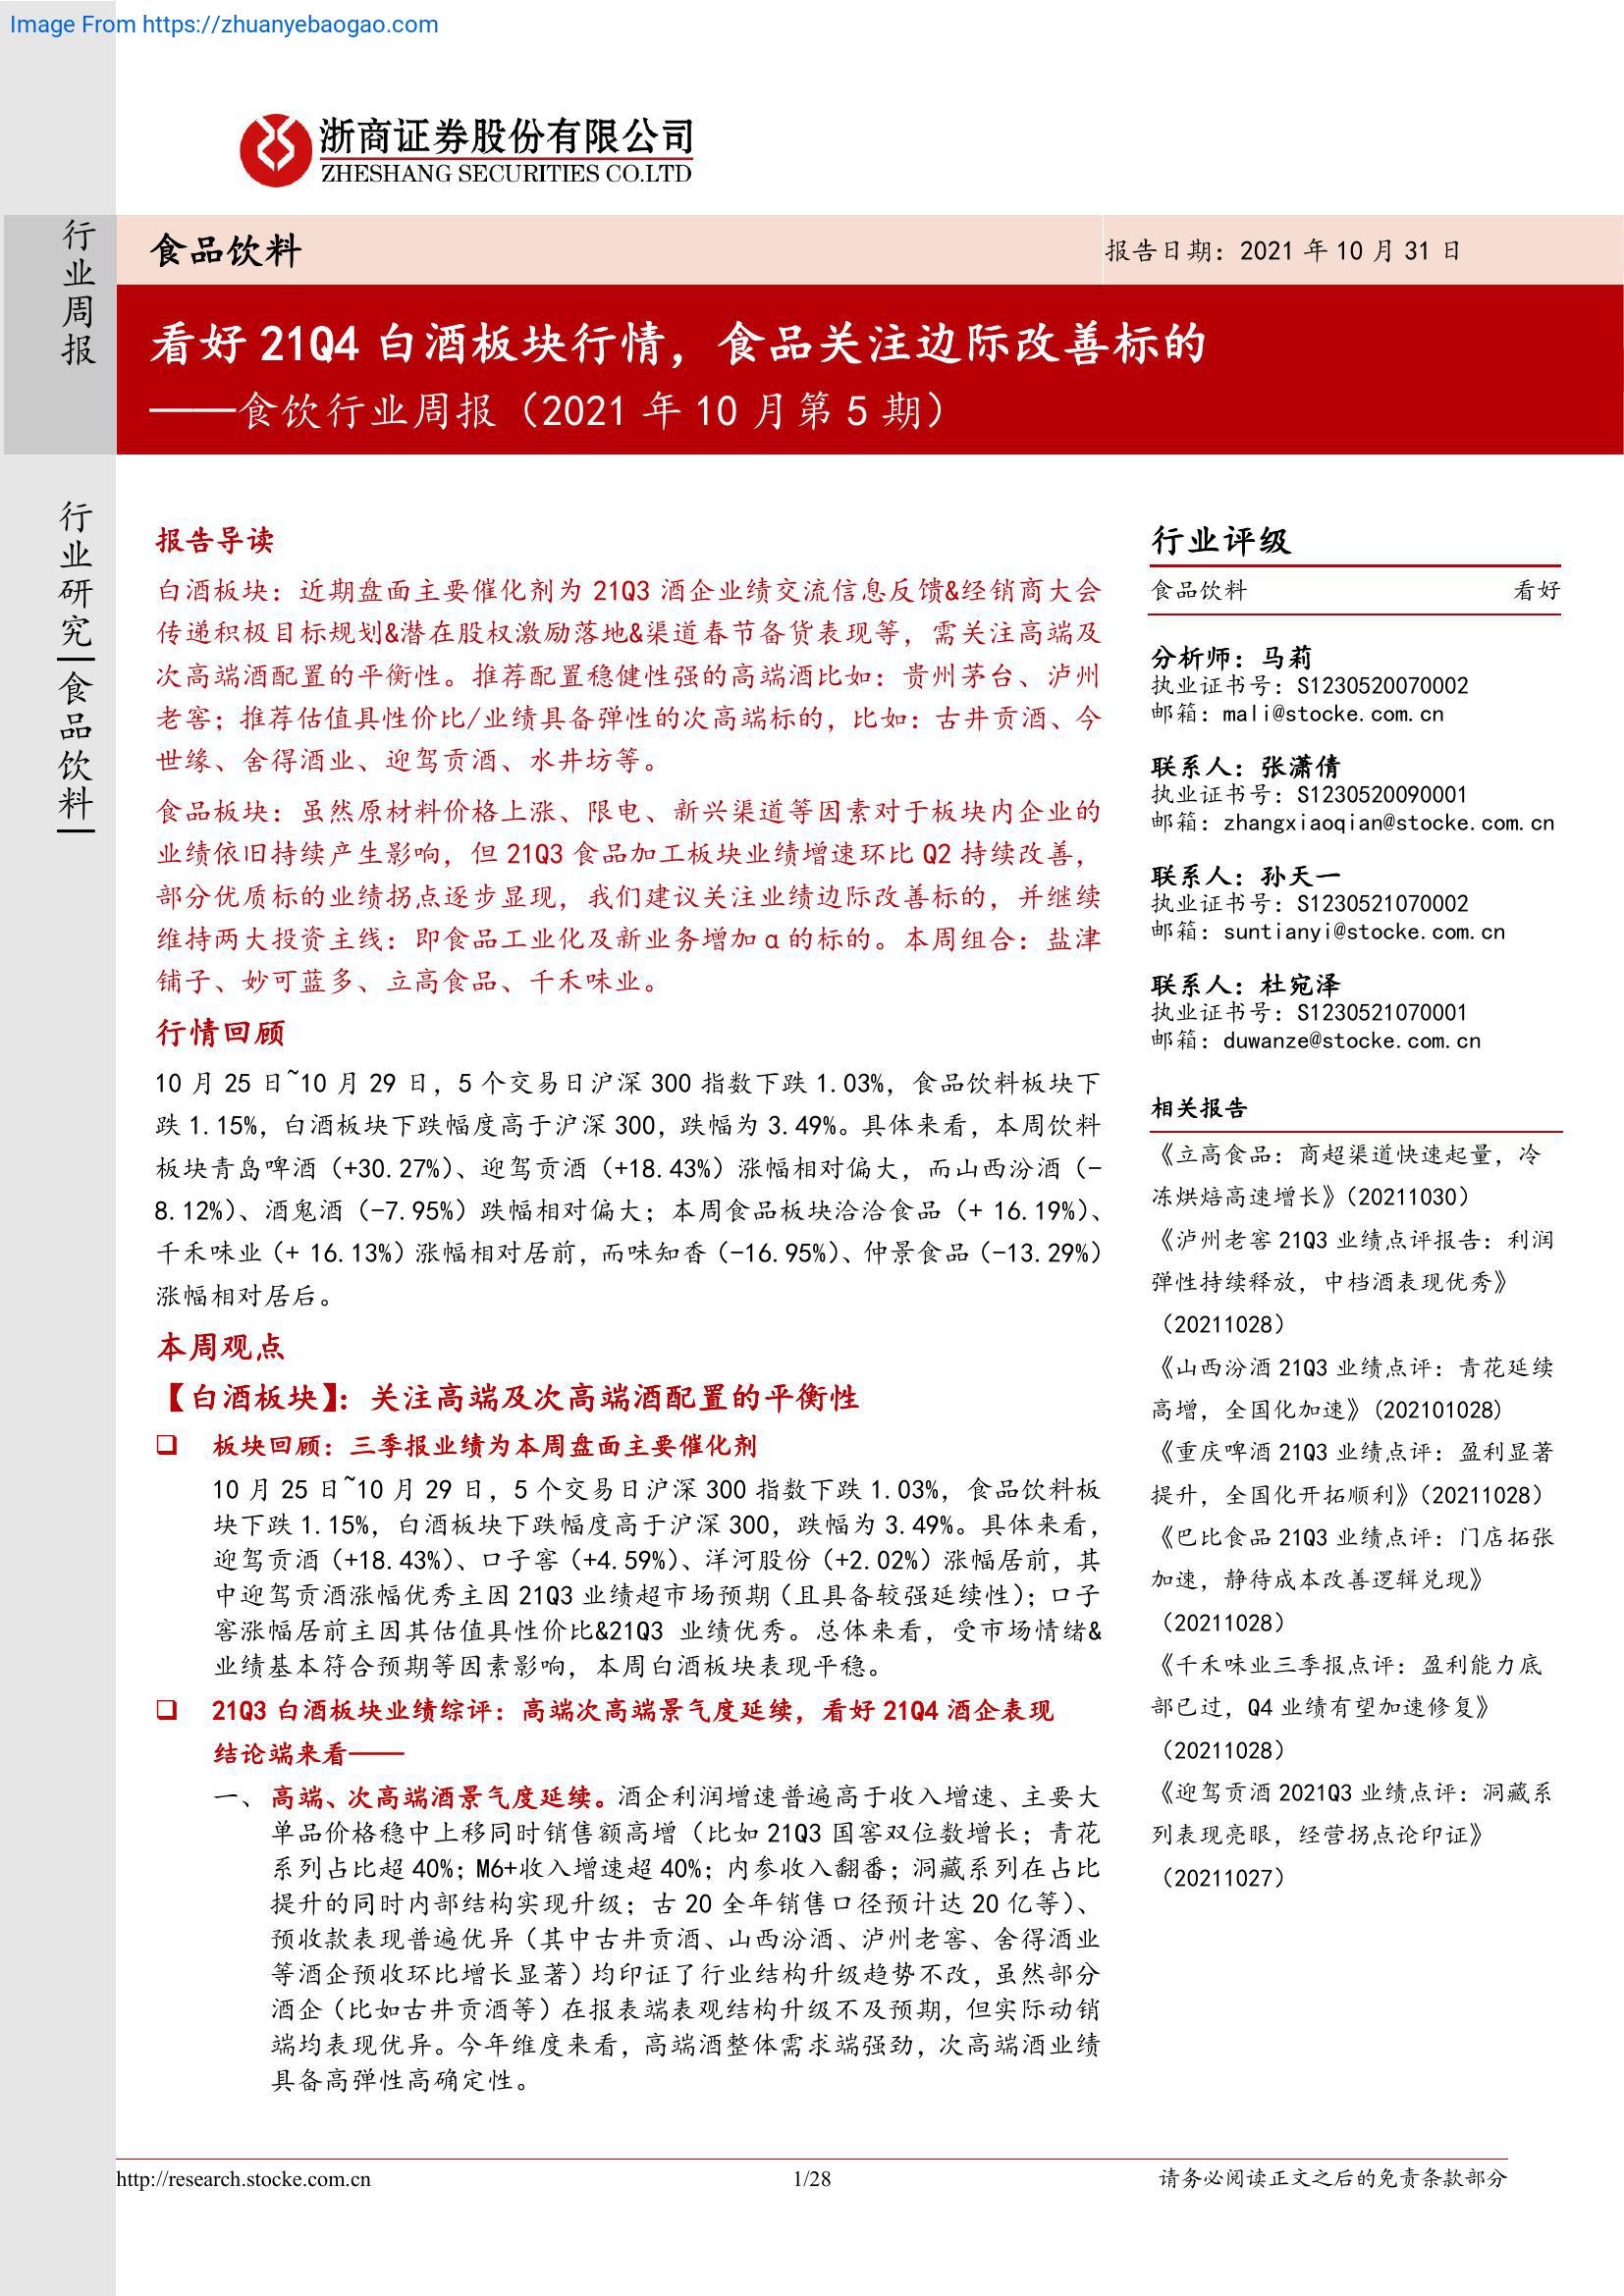 Image From https://zhuanyebaogao.com
浙商证券股份有限公司
ZHESHANG SECURITIES CO.LTD
行业周报
食品饮料
报告日期：2021 年 10 月 31 日
看好 21Q4 白酒板块行情，食品关注边际改善标的
——食饮行业周报（2021 年 10 月第 5 期）
行业研究
食品饮料
报告导读
白酒板块：近期盘面主要催化剂为 21Q3 酒企业绩交流信息反馈&经销商大会
传递积极目标规划&潜在股权激励落地&渠道春节备货表现等，需关注高端及
次高端酒配置的平衡性。推荐配置稳健性强的高端酒比如：贵州茅台、泸州
老窖；推荐估值具性价比/业绩具备弹性的次高端标的，比如：古井贡酒、今
世缘、舍得酒业、迎驾贡酒、水井坊等。
食品板块：虽然原材料价格上涨、限电、新兴渠道等因素对于板块内企业的
业绩依旧持续产生影响，但 21Q3 食品加工板块业绩增速环比 Q2 持续改善，
部分优质标的业绩拐点逐步显现，我们建议关注业绩边际改善标的，并继续
维持两大投资主线：即食品工业化及新业务增加 α 的标的。本周组合：盐津
铺子、妙可蓝多、立高食品、千禾味业。
行情回顾
10 月 25 日~10 月 29 日，5 个交易日沪深 300 指数下跌 1.03%，食品饮料板块下
跌 1.15%，白酒板块下跌幅度高于沪深 300，跌幅为 3.49%。具体来看，本周饮料
板块青岛啤酒（+30.27%）、迎驾贡酒（+18.43%）涨幅相对偏大，而山西汾酒（-
8.12%）、酒鬼酒（-7.95%）跌幅相对偏大；本周食品板块洽洽食品（+ 16.19%）、
千禾味业（+ 16.13%）涨幅相对居前，而味知香（-16.95%）、仲景食品（-13.29%）
涨幅相对居后。
本周观点
【白酒板块】：关注高端及次高端酒配置的平衡性
❑ 板块回顾：三季报业绩为本周盘面主要催化剂
10 月 25 日~10 月 29 日，5 个交易日沪深 300 指数下跌 1.03%，食品饮料板
块下跌 1.15%，白酒板块下跌幅度高于沪深 300，跌幅为 3.49%。具体来看，
迎驾贡酒（+18.43%）、口子窖（+4.59%）、洋河股份（+2.02%）涨幅居前，其
中迎驾贡酒涨幅优秀主因 21Q3 业绩超市场预期（且具备较强延续性）；口子
窖涨幅居前主因其估值具性价比&21Q3 业绩优秀。总体来看，受市场情绪&
业绩基本符合预期等因素影响，本周白酒板块表现平稳。
❑ 21Q3 白酒板块业绩综评：高端次高端景气度延续，看好 21Q4 酒企表现
结论端来看——
一、 高端、次高端酒景气度延续。酒企利润增速普遍高于收入增速、主要大
单品价格稳中上移同时销售额高增（比如 21Q3 国窖双位数增长；青花
系列占比超 40%；M6+收入增速超 40%；内参收入翻番；洞藏系列在占比
提升的同时内部结构实现升级；古 20 全年销售口径预计达 20 亿等）、
预收款表现普遍优异（其中古井贡酒、山西汾酒、泸州老窖、舍得酒业
等酒企预收环比增长显著）均印证了行业结构升级趋势不改，虽然部分
酒企（比如古井贡酒等）在报表端表观结构升级不及预期，但实际动销
端均表现优异。今年维度来看，高端酒整体需求端强劲，次高端酒业绩
具备高弹性高确定性。
行业评级
食品饮料 看好
分析师：马莉
执业证书号：S1230520070002
邮箱：mali@stocke.com.cn
联系人：张潇倩
执业证书号：S1230520090001
邮箱：zhangxiaoqian@stocke.com.cn
联系人：孙天一
执业证书号：S1230521070002
邮箱：suntianyi@stocke.com.cn
联系人：杜宛泽
执业证书号：S1230521070001
邮箱：duwanze@stocke.com.cn
相关报告
《立高食品：商超渠道快速起量，冷
冻烘焙高速增长》（20211030）
《泸州老窖 21Q3 业绩点评报告：利润
弹性持续释放，中档酒表现优秀》
（20211028）
《山西汾酒 21Q3 业绩点评：青花延续
高增，全国化加速》(202101028)
《重庆啤酒 21Q3 业绩点评：盈利显著
提升，全国化开拓顺利》（20211028）
《巴比食品 21Q3 业绩点评：门店拓张
加速，静待成本改善逻辑兑现》
（20211028）
《千禾味业三季报点评：盈利能力底
部已过，Q4 业绩有望加速修复》
（20211028）
《迎驾贡酒 2021Q3 业绩点评：洞藏系
列表现亮眼，经营拐点论印证》
（20211027）
http://research.stocke.com.cn
1/28
请务必阅读正文之后的免责条款部分